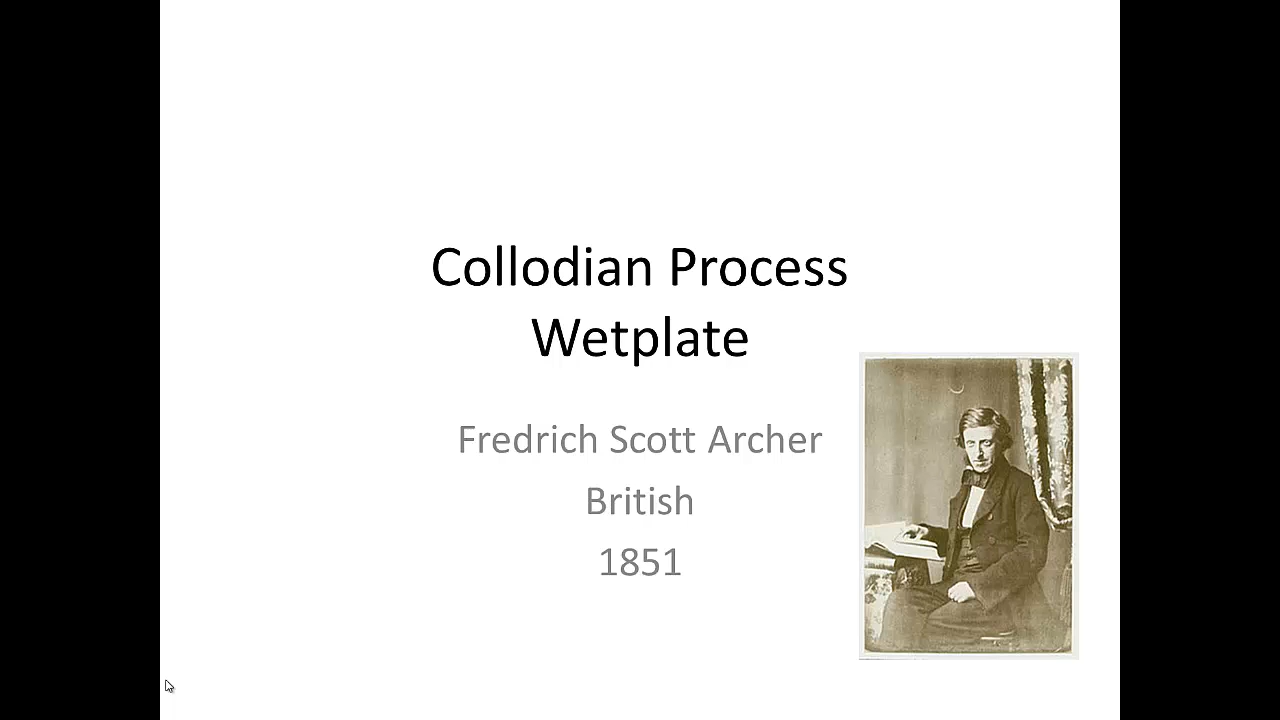 Collodian Process
Wetplate
Fredrich Scott Archer
British
1851